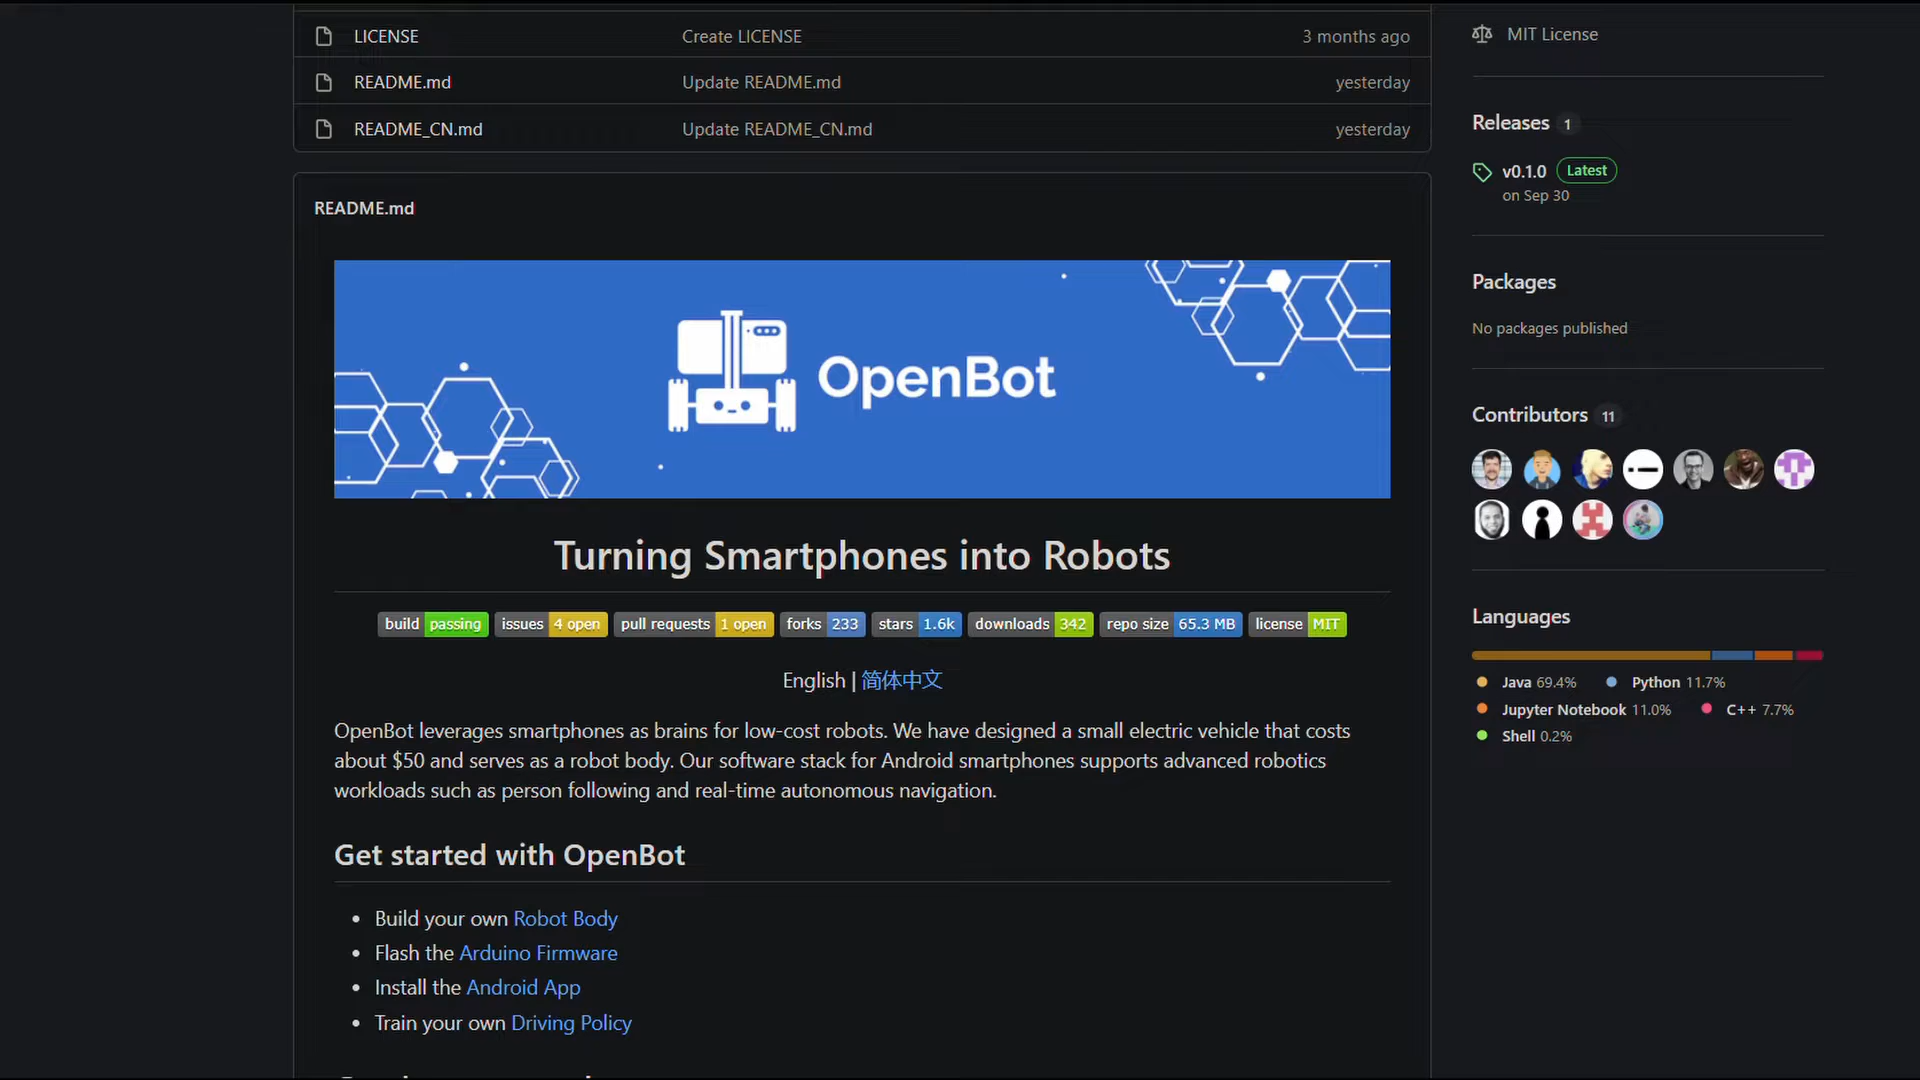 LICENSE Create LICENSE 3 months ago
README.md Update README.md yesterday
README_CN.md Update README_CN.md yesterday
README.md
OpenBot
Turning Smartphones into Robots
build passing issues 4 open pull requests 1 open forks 233 stars 1.6k downloads 342 repo size 65.3 MB license MIT
English | 简体中文
OpenBot leverages smartphones as brains for low-cost robots. We have designed a small electric vehicle that costs
about $50 and serves as a robot body. Our software stack for Android smartphones supports advanced robotics
workloads such as person following and real-time autonomous navigation.
Get started with OpenBot
Build your own Robot Body
Flash the Arduino Firmware
Install the Android App
Train your own Driving Policy
MIT License
Releases 1
v0.1.0 Latest
on Sep 30
Packages
No packages published
Contributors 11
Languages
Java 69.4% Python 11.7%
Jupyter Notebook 11.0% C++ 7.7%
Shell 0.2%